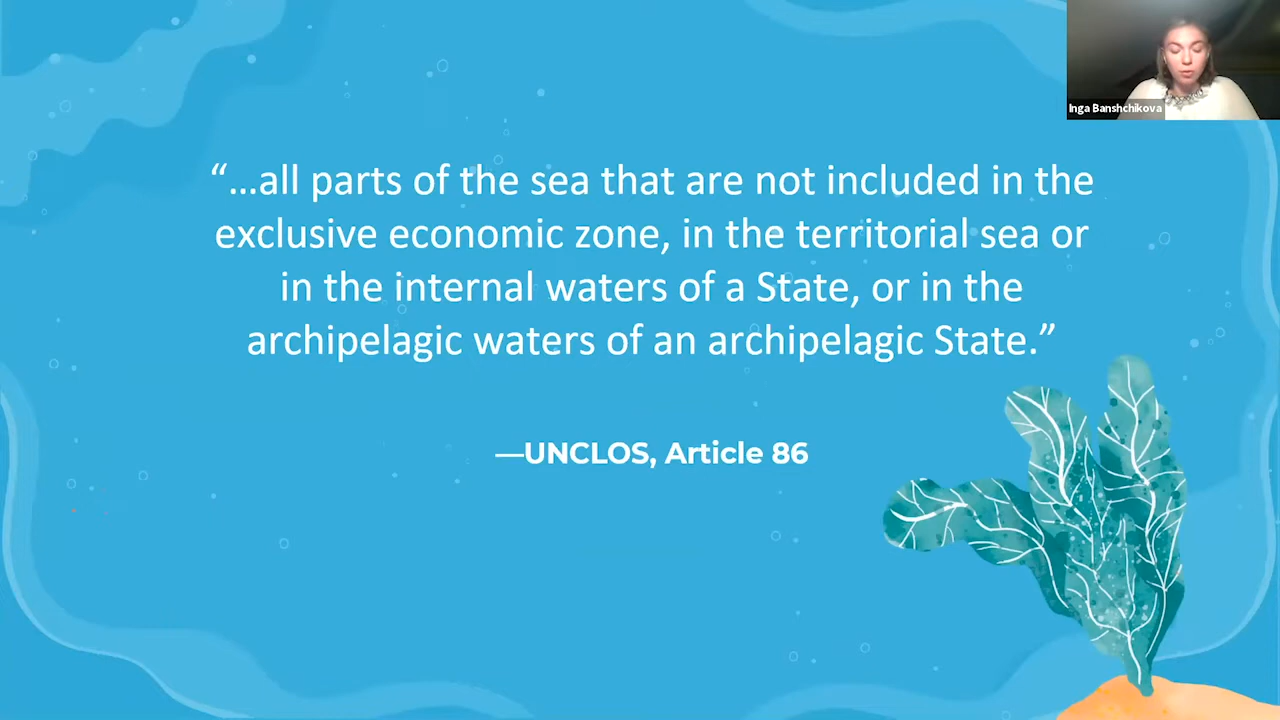 Inga Banshchikova
“...all parts of the sea that are not included in the
exclusive economic zone, in the territorial sea or
in the internal waters of a State, or in the
archipelagic waters of an archipelagic State.”
—UNCLOS, Article 86